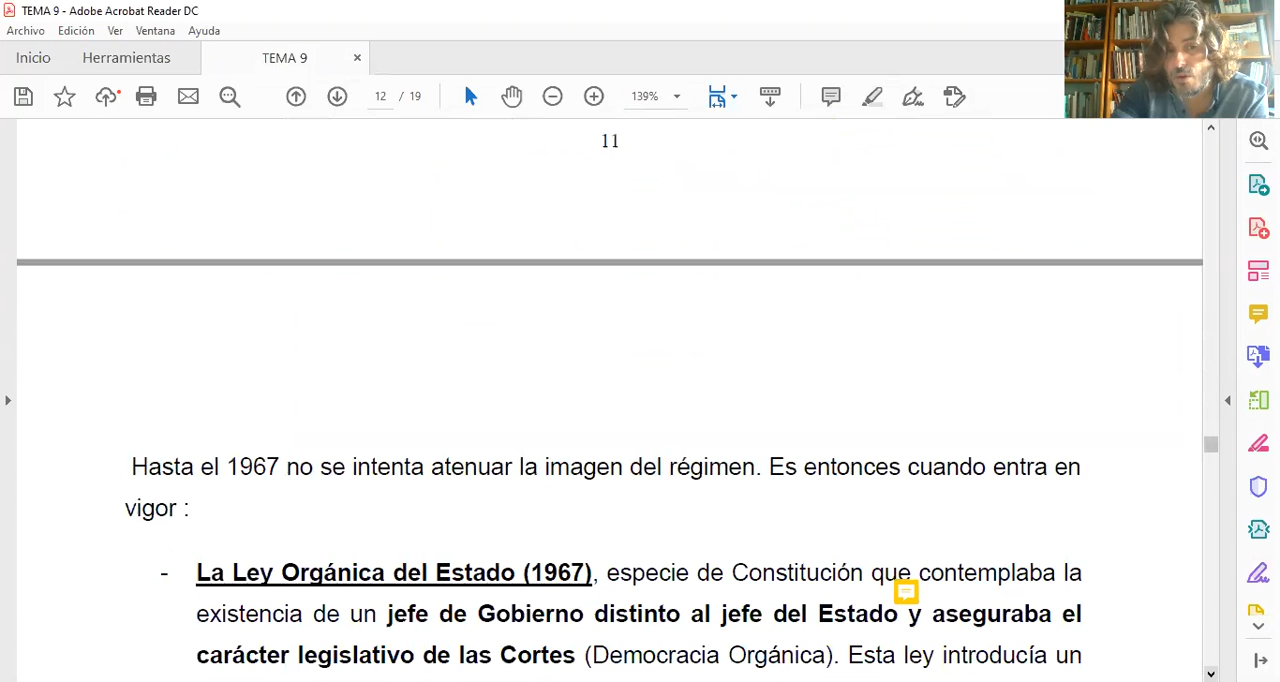 TEMA 9 - Adobe Acrobat Reader DC
Archivo Edición Ver Ventana Ayuda
Inicio Herramientas TEMA 9 ×
12 / 19 139%
11
Hasta el 1967 no se intenta atenuar la imagen del régimen. Es entonces cuando entra en
vigor :
- La Ley Orgánica del Estado (1967), especie de Constitución que contemplaba la
existencia de un jefe de Gobierno distinto al jefe del Estado y aseguraba el
carácter legislativo de las Cortes (Democracia Orgánica). Esta ley introducía un